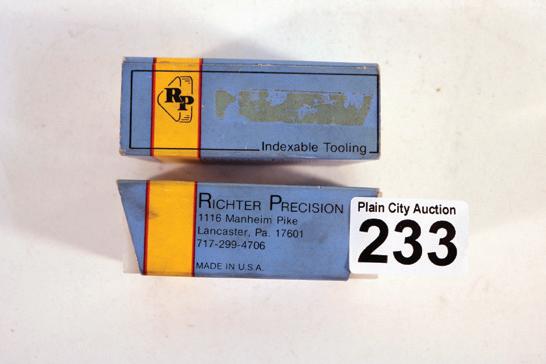 RP
Indexable Tooling
RICHTER PRECISION
1116 Manheim Pike
Lancaster, Pa. 17601
717-299-4706
MADE IN U.S.A.
Plain City Auction
233